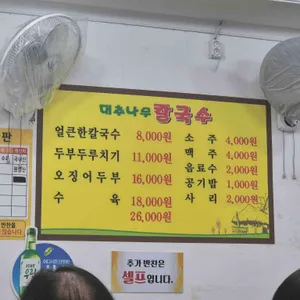 대추나무 칼국수
얼큰한칼국수 8,000원
두부두루치기 11,000원
오징어두부 16,000원
수육 18,000원
26,000원
소주 4,000원
맥주 4,000원
음료수 2,000원
공기밥 1,000원
사리 2,000원
판
추가 반찬은
셀프입니다.